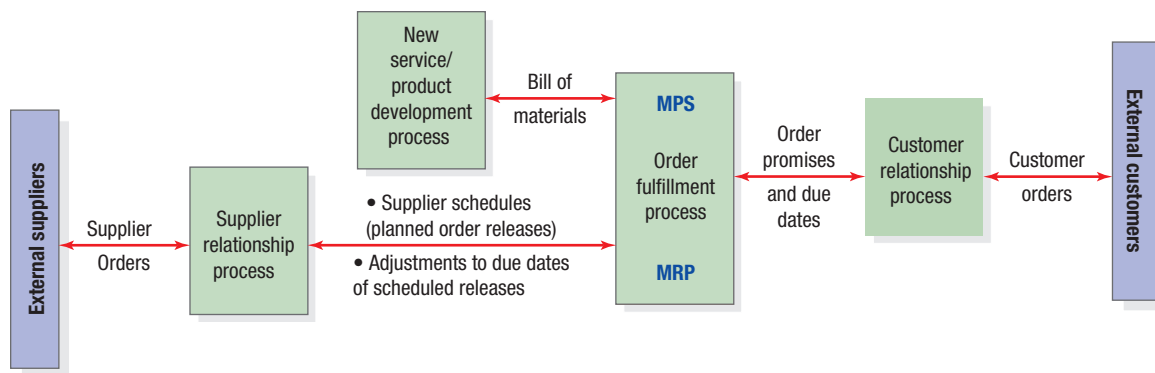 External suppliers
Supplier
Orders
Supplier
relationship
process
New
service/
product
development
process
Bill of
materials
• Supplier schedules
(planned order releases)
• Adjustments to due dates
of scheduled releases
MPS
Order
fulfillment
process
MRP
Order
promises
and due
dates
Customer
relationship
process
Customer
orders
External customers